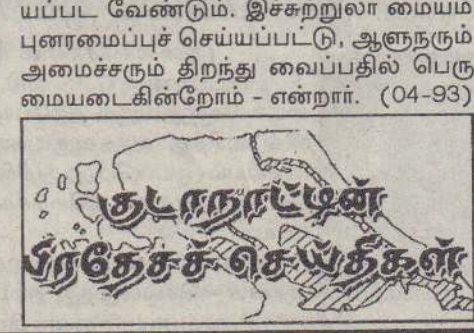 யப்பட வேண்டும். இச்சுற்றுலா மையம்
புனரமைப்புச் செய்யப்பட்டு, ஆளுநரும்
அமைச்சரும் திறந்து வைப்பதில் பெரு
மையடைகின்றோம் - என்றார். (04-93)
குடாநாட்டின்
பிரதேசச் செய்திகள்